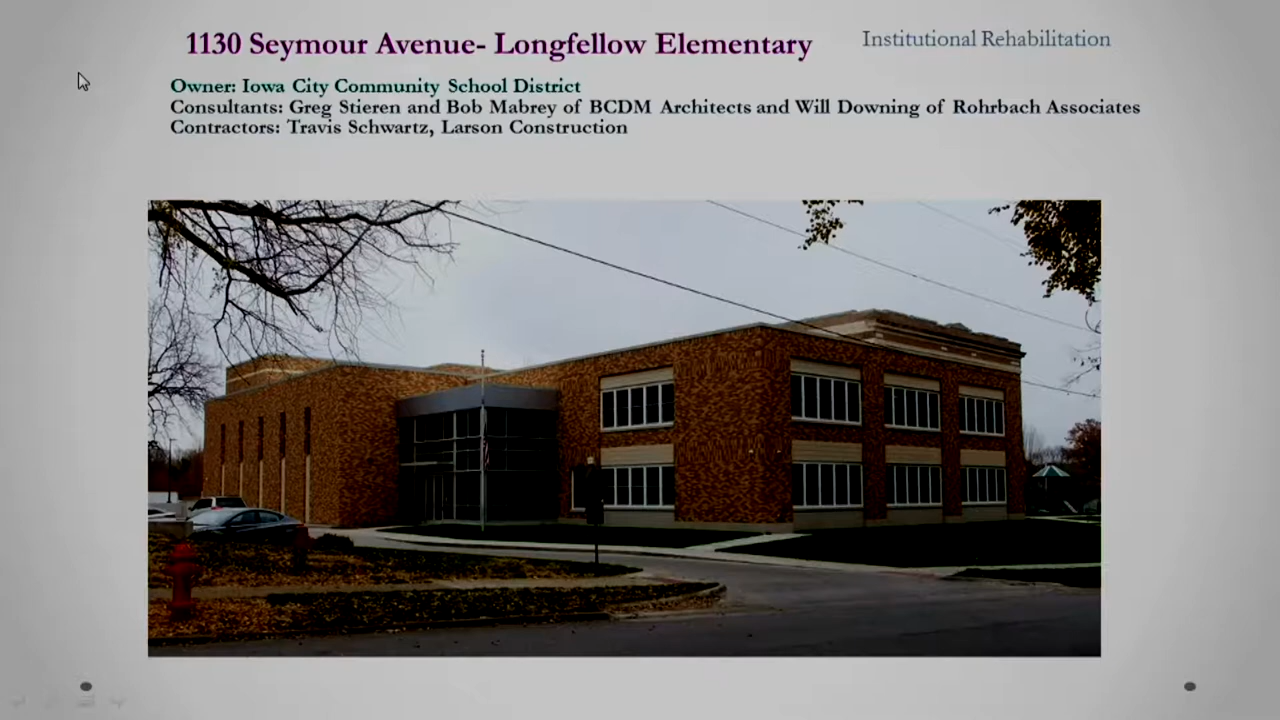 1130 Seymour Avenue- Longfellow Elementary
Institutional Rehabilitation
Owner: Iowa City Community School District
Consultants: Greg Stieren and Bob Mabrey of BCDM Architects and Will Downing of Rohrbach Associates
Contractors: Travis Schwartz, Larson Construction